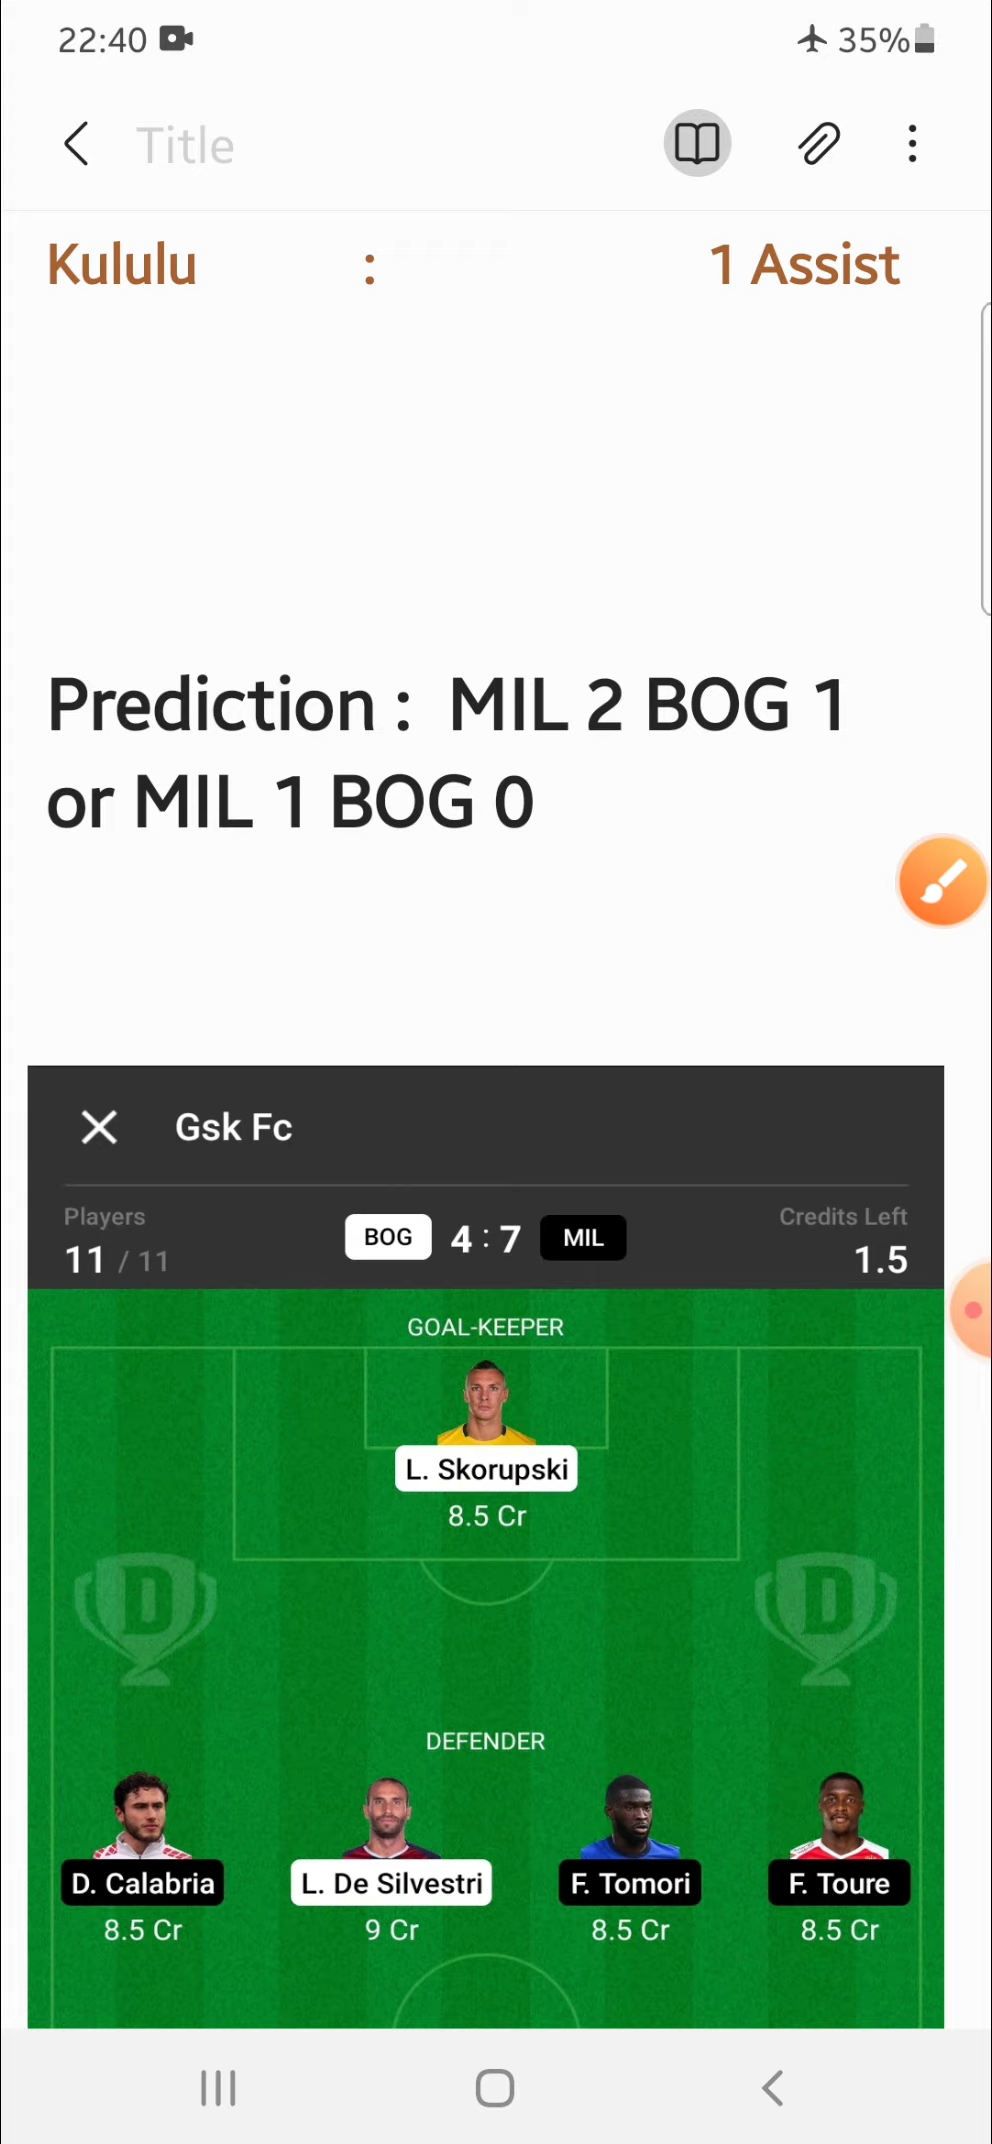 22:40 35%
Title
Kululu : 1 Assist
Prediction : MIL 2 BOG 1
or MIL 1 BOG 0
Gsk Fc
Players Credits Left
11 / 11 BOG 4 : 7 MIL 1.5
GOAL-KEEPER
L. Skorupski
8.5 Cr
D D
DEFENDER
D. Calabria L. De Silvestri F. Tomori F. Toure
8.5 Cr 9 Cr 8.5 Cr 8.5 Cr